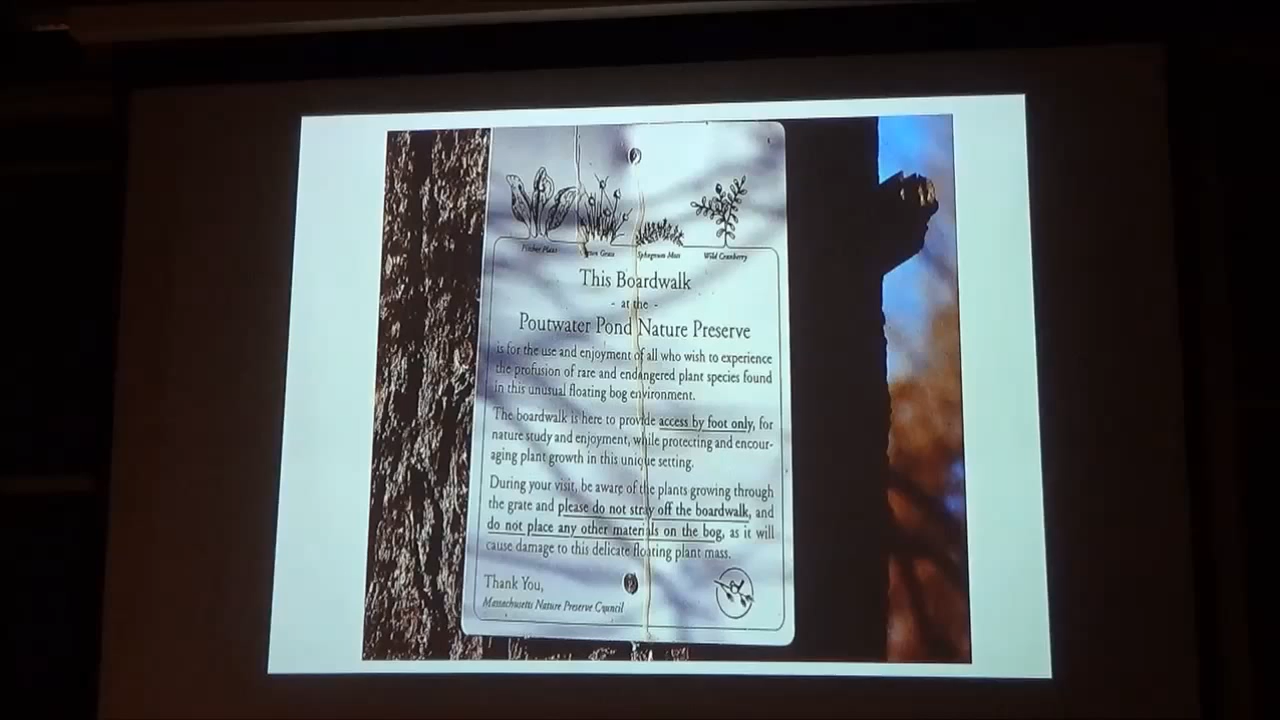 Pitcher Plant
Grass
Sphagnum Moss
Wild Cranberry
This Boardwalk
- at the -
Poutwater Pond Nature Preserve
is for the use and enjoyment of all who wish to experience
the profusion of rare and endangered plant species found
in this unusual floating bog environment.
The boardwalk is here to provide access by foot only, for
nature study and enjoyment, while protecting and encour-
aging plant growth in this unique setting.
During your visit, be aware of the plants growing through
the grate and please do not stray off the boardwalk, and
do not place any other materials on the bog, as it will
cause damage to this delicate floating plant mass.
Thank You,
Massachusetts Nature Preserve Council